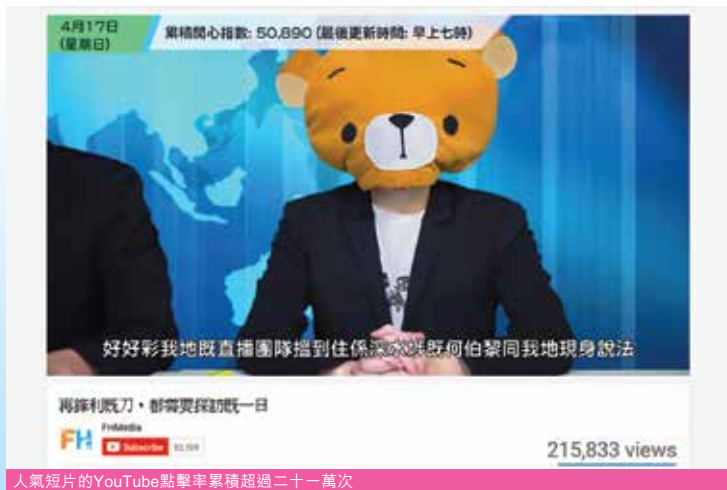 4月17日
(星期日)
累積關心指數: 50,890 (最後更新時間: 早上七時)
好好彩我地既直播團隊搵到住係深水埗既何伯黎同我地現身說法
再鋒利既刀,都需要探訪既一日
FH
FHMedia
Subscribe
215,833 views
人氣短片的YouTube點擊率累積超過二十一萬次